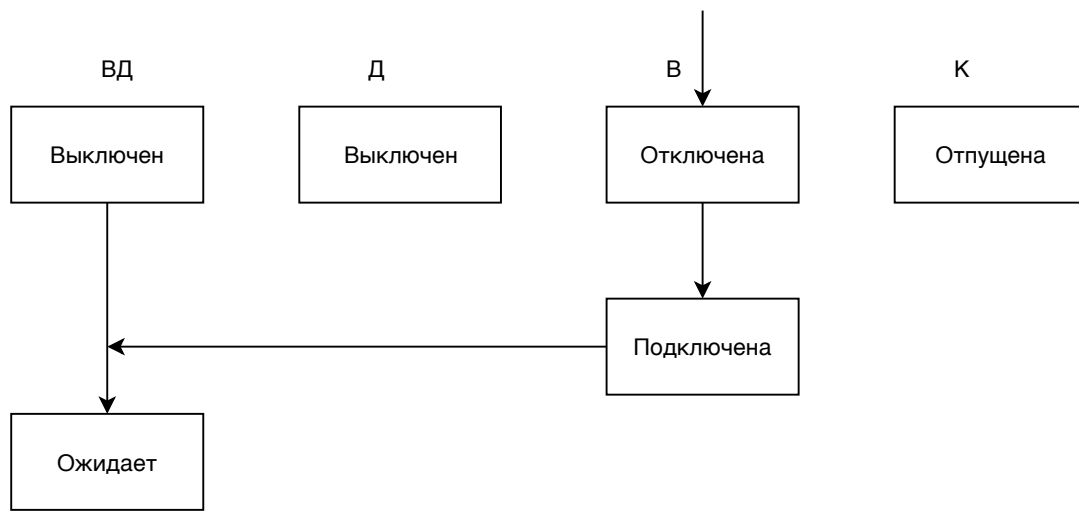 ВД
Д
В
К
Выключен
Выключен
Отключена
Отпущена
Подключена
Ожидает